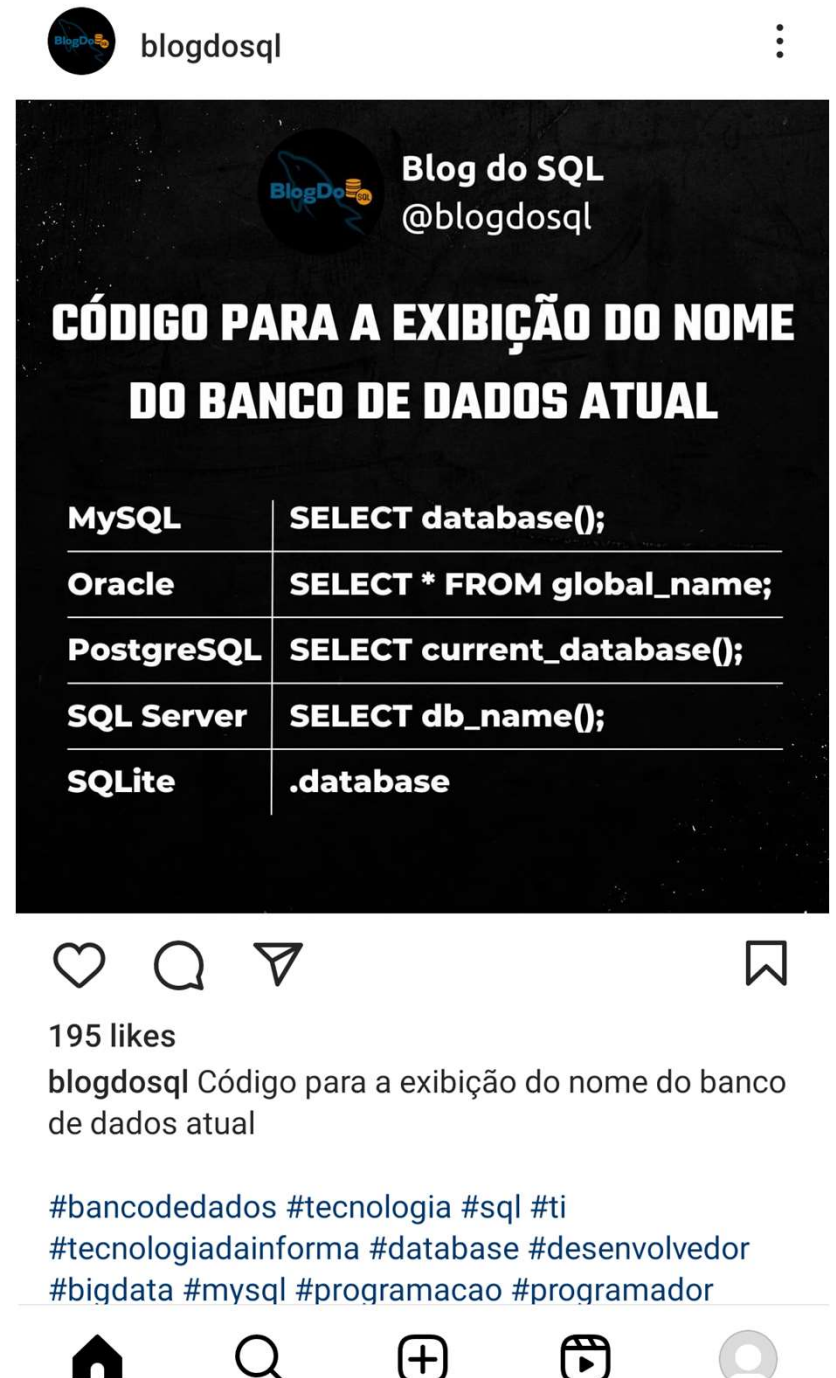 BlogDoSQL
blogdosql
BlogDoSQL
Blog do SQL
@blogdosql
CÓDIGO PARA A EXIBIÇÃO DO NOME
DO BANCO DE DADOS ATUAL
MySQL SELECT database();
Oracle SELECT * FROM global_name;
PostgreSQL SELECT current_database();
SQL Server SELECT db_name();
SQLite .database
195 likes
blogdosql Código para a exibição do nome do banco
de dados atual
#bancodedados #tecnologia #sql #ti
#tecnologiadainforma #database #desenvolvedor
#bigdata #mysql #programacao #programador